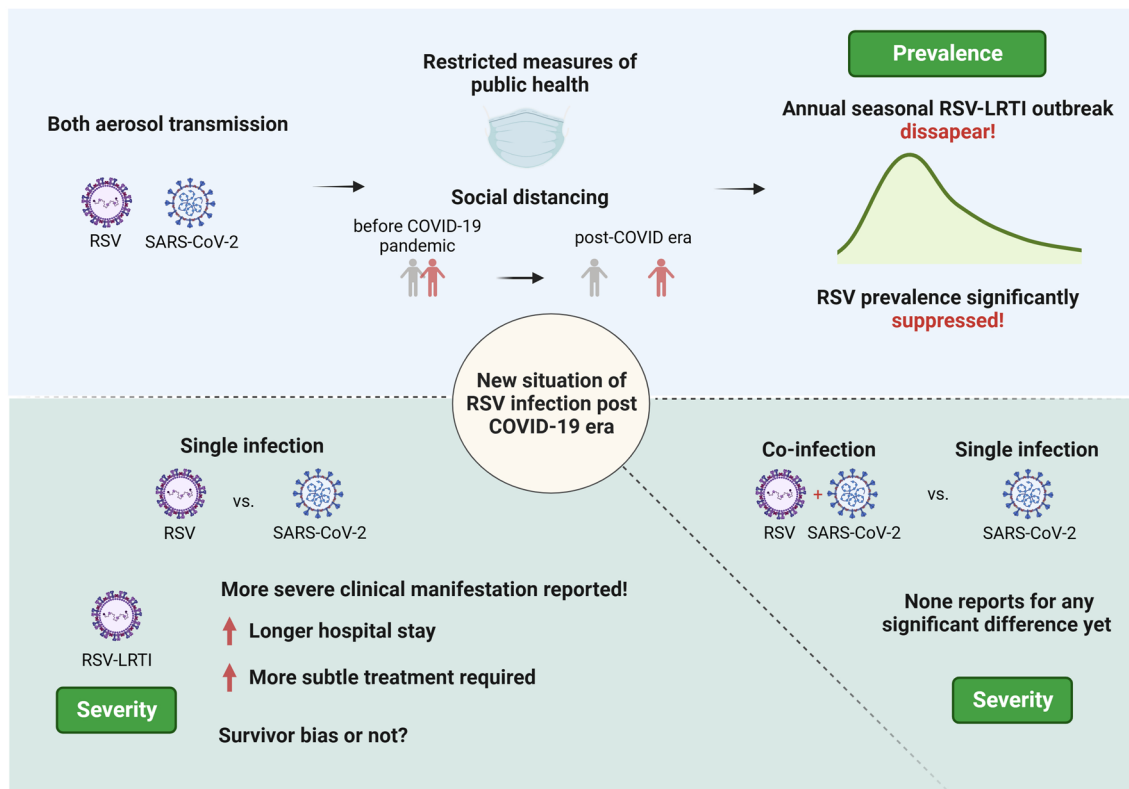 Prevalence
Restricted measures of
public health
Annual seasonal RSV-LRTI outbreak
dissapear!
Both aerosol transmission
Social distancing
before COVID-19
pandemic
post-COVID era
RSV
SARS-CoV-2
RSV prevalence significantly
suppressed!
New situation of
RSV infection post
COVID-19 era
Single infection
vs.
RSV
SARS-CoV-2
More severe clinical manifestation reported!
Longer hospital stay
More subtle treatment required
RSV-LRTI
Severity
Survivor bias or not?
Co-infection
Single infection
+
vs.
RSV
SARS-CoV-2
SARS-CoV-2
None reports for any
significant difference yet
Severity